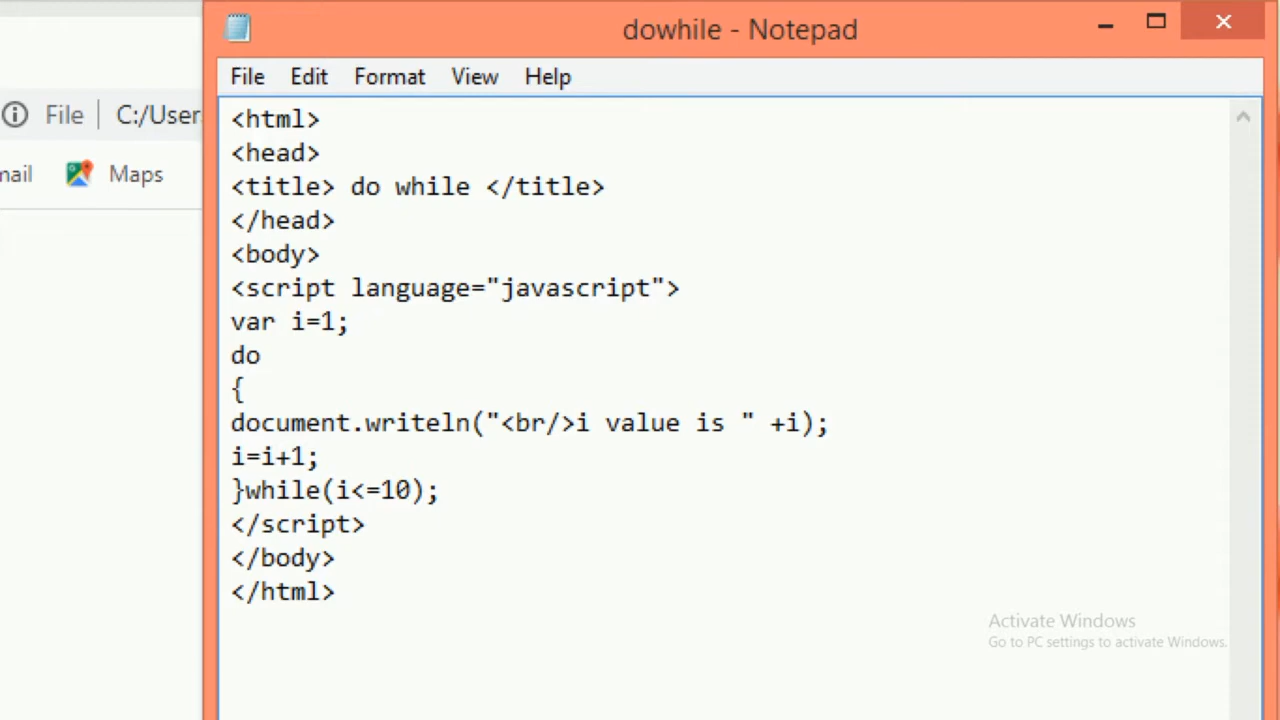 dowhile - Notepad
File Edit Format View Help
File C:/User
mail Maps
<html>
<head>
<title> do while </title>
</head>
<body>
<script language="javascript">
var i=1;
do
{
document.writeln("<br/>i value is " +i);
i=i+1;
}while(i<=10);
</script>
</body>
</html>
Activate Windows
Go to PC settings to activate Windows.